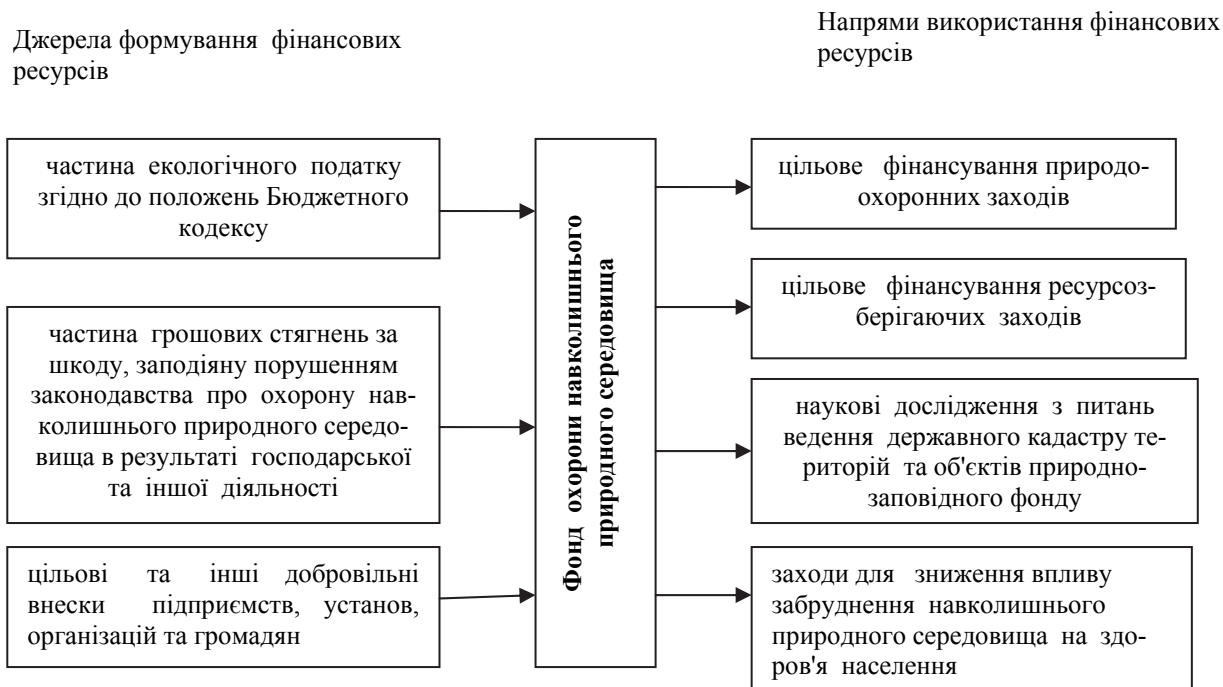 Джерела формування фінансових
ресурсів
Напрями використання фінансових
ресурсів
частина екологічного податку
згідно до положень Бюджетного
кодексу
частина грошових стягнень за
шкоду, заподіяну порушенням
законодавства про охорону нав-
колишнього природного середо-
вища в результаті господарської
та іншої діяльності
цільові та інші добровільні
внески підприємств, установ,
організацій та громадян
Фонд охорони навколишнього
природного середовища
цільове фінансування природо-
охоронних заходів
цільове фінансування ресурсоз-
берігаючих заходів
наукові дослідження з питань
ведення державного кадастру те-
риторій та об'єктів природно-
заповідного фонду
заходи для зниження впливу
забруднення навколишнього
природного середовища на здо-
ров'я населення